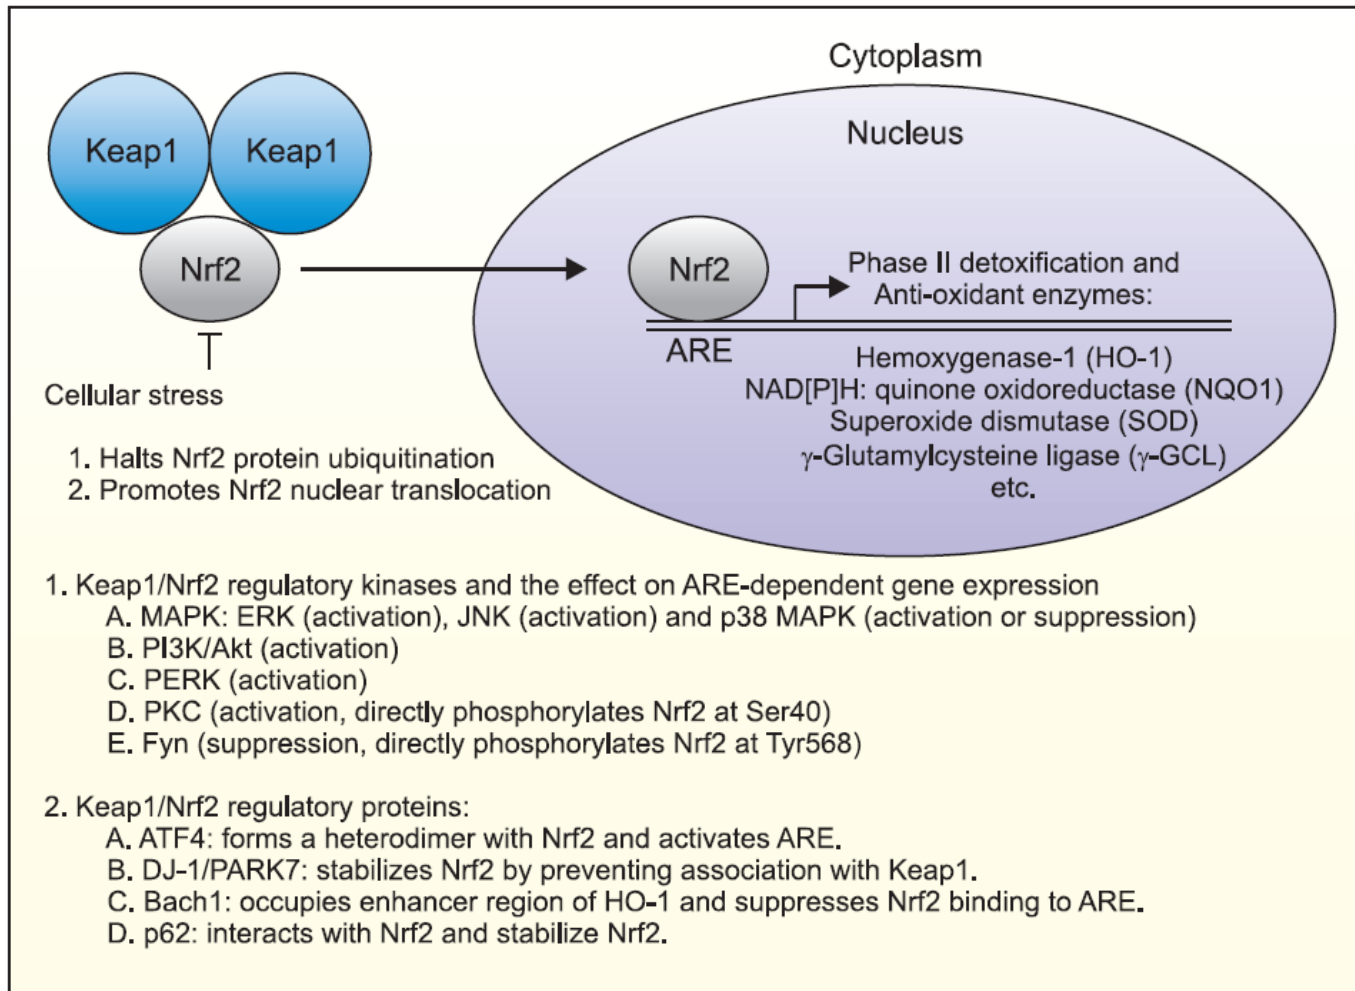 Cytoplasm
Nucleus
Keap1
Keap1
Nrf2
Nrf2
Phase II detoxification and
Anti-oxidant enzymes:
ARE
Hemoxygenase-1 (HO-1)
NAD[P]H: quinone oxidoreductase (NQO1)
Superoxide dismutase (SOD)
γ-Glutamylcysteine ligase (γ-GCL)
etc.
Cellular stress
1. Halts Nrf2 protein ubiquitination
2. Promotes Nrf2 nuclear translocation
1. Keap1/Nrf2 regulatory kinases and the effect on ARE-dependent gene expression
A. MAPK: ERK (activation), JNK (activation) and p38 MAPK (activation or suppression)
B. PI3K/Akt (activation)
C. PERK (activation)
D. PKC (activation, directly phosphorylates Nrf2 at Ser40)
E. Fyn (suppression, directly phosphorylates Nrf2 at Tyr568)
2. Keap1/Nrf2 regulatory proteins:
A. ATF4: forms a heterodimer with Nrf2 and activates ARE.
B. DJ-1/PARK7: stabilizes Nrf2 by preventing association with Keap1.
C. Bach1: occupies enhancer region of HO-1 and suppresses Nrf2 binding to ARE.
D. p62: interacts with Nrf2 and stabilize Nrf2.